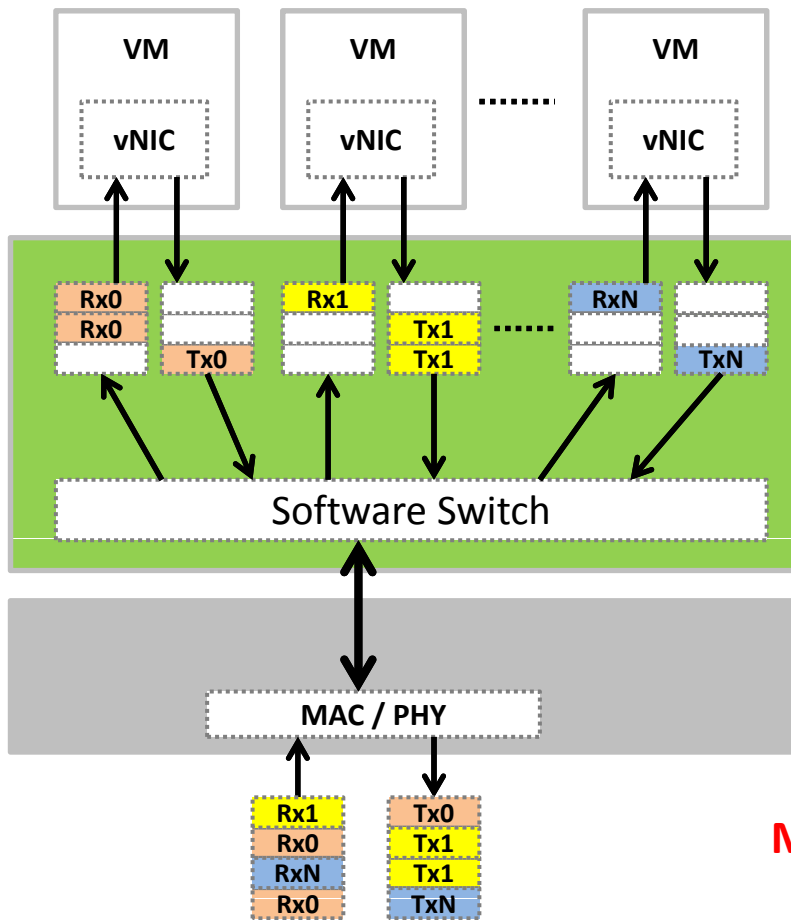 VM VM VM
vNIC vNIC vNIC
Rx0 Rx1 RxN
Rx0 Tx1
Tx0 Tx1 TxN
Software Switch
MAC / PHY
Rx1 Tx0
Rx0 Tx1
RxN Tx1
Rx0 TxN
M